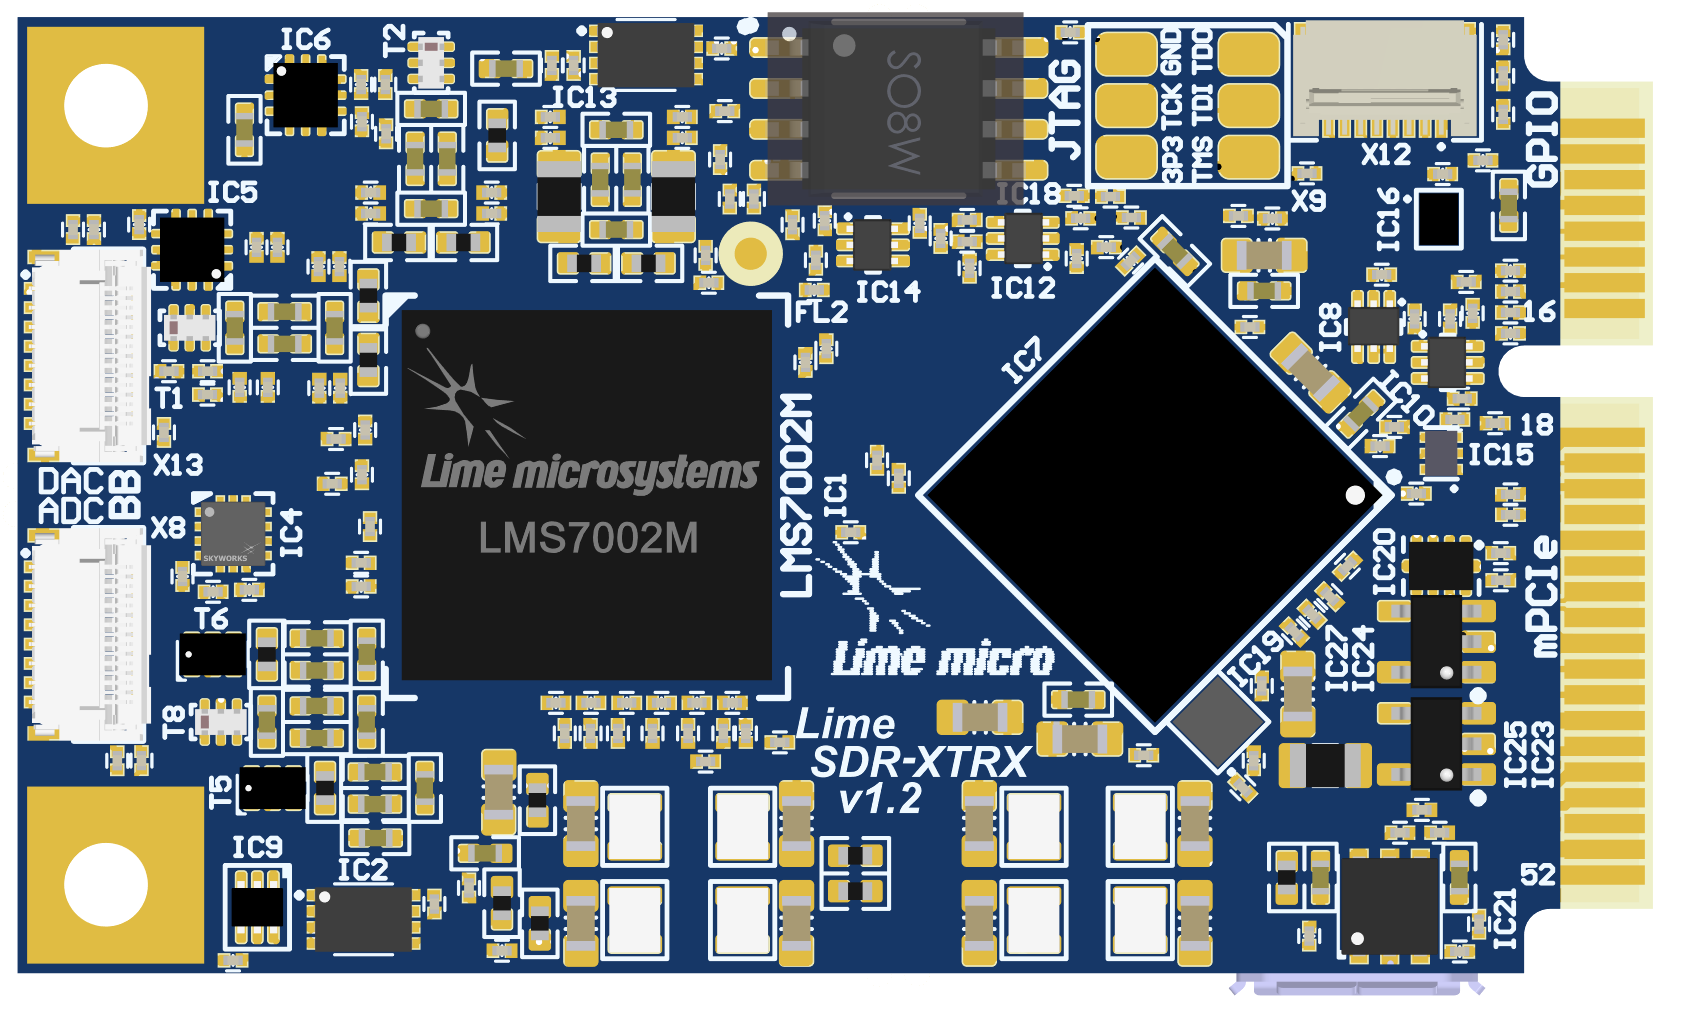 IC6
T2
IC13
SO8W
JTAG
3P3 TCK GND
TMS TDI TDO
X12
GPIO
IC5
IC18
X9
IC16
IC14
IC12
FL2
16
IC8
IC7
T1
IC10
18
IC15
X13
DAC
ADC
BB
X8
IC4
SKYWORKS
Lime microsystems
LMS7002M
LMS7002M
IC1
IC20
mPCIe
Lime micro
T6
IC19
IC27
IC24
T8
Lime
SDR-XTRX
v1.2
IC25
IC23
T5
IC9
IC2
52
IC21